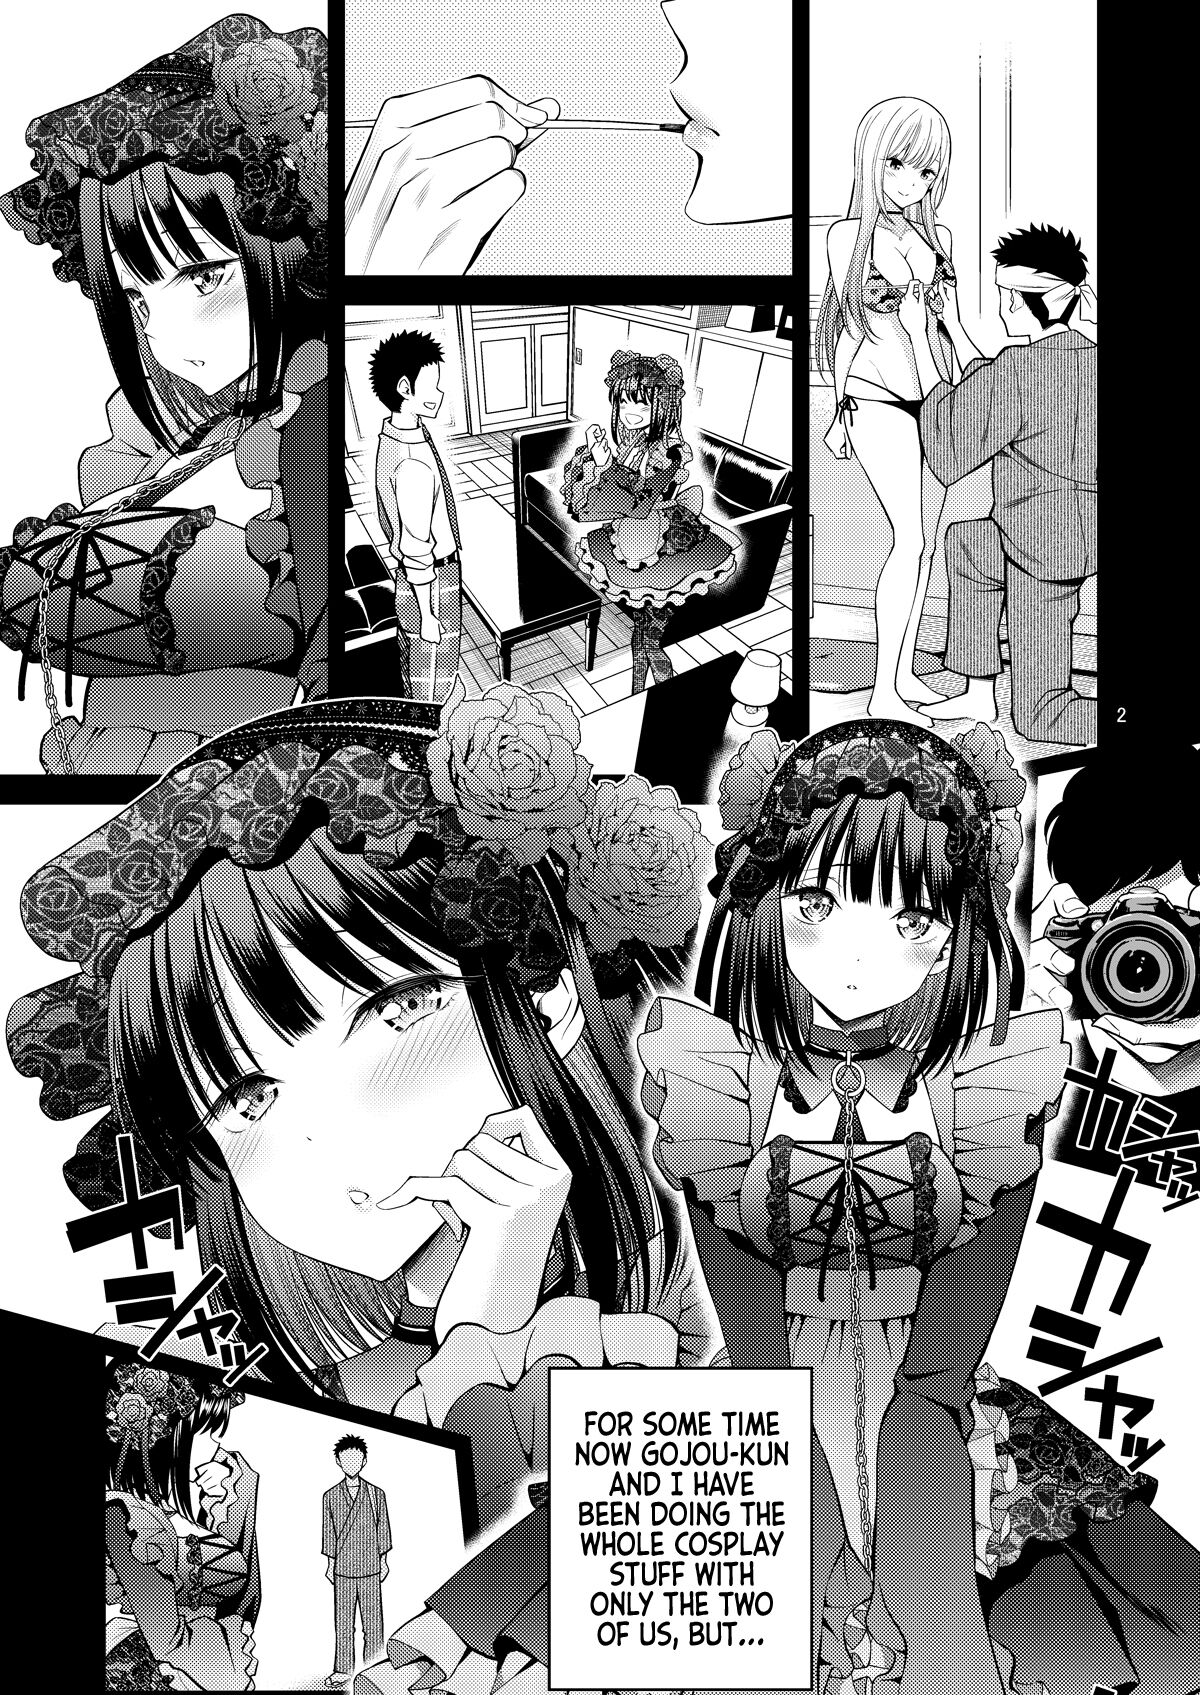 2
カシャッ
カシャッ
カシャッ
FOR SOME TIME
NOW GOJOU-KUN
AND I HAVE
BEEN DOING THE
WHOLE COSPLAY
STUFF WITH
ONLY THE TWO
OF US, BUT...